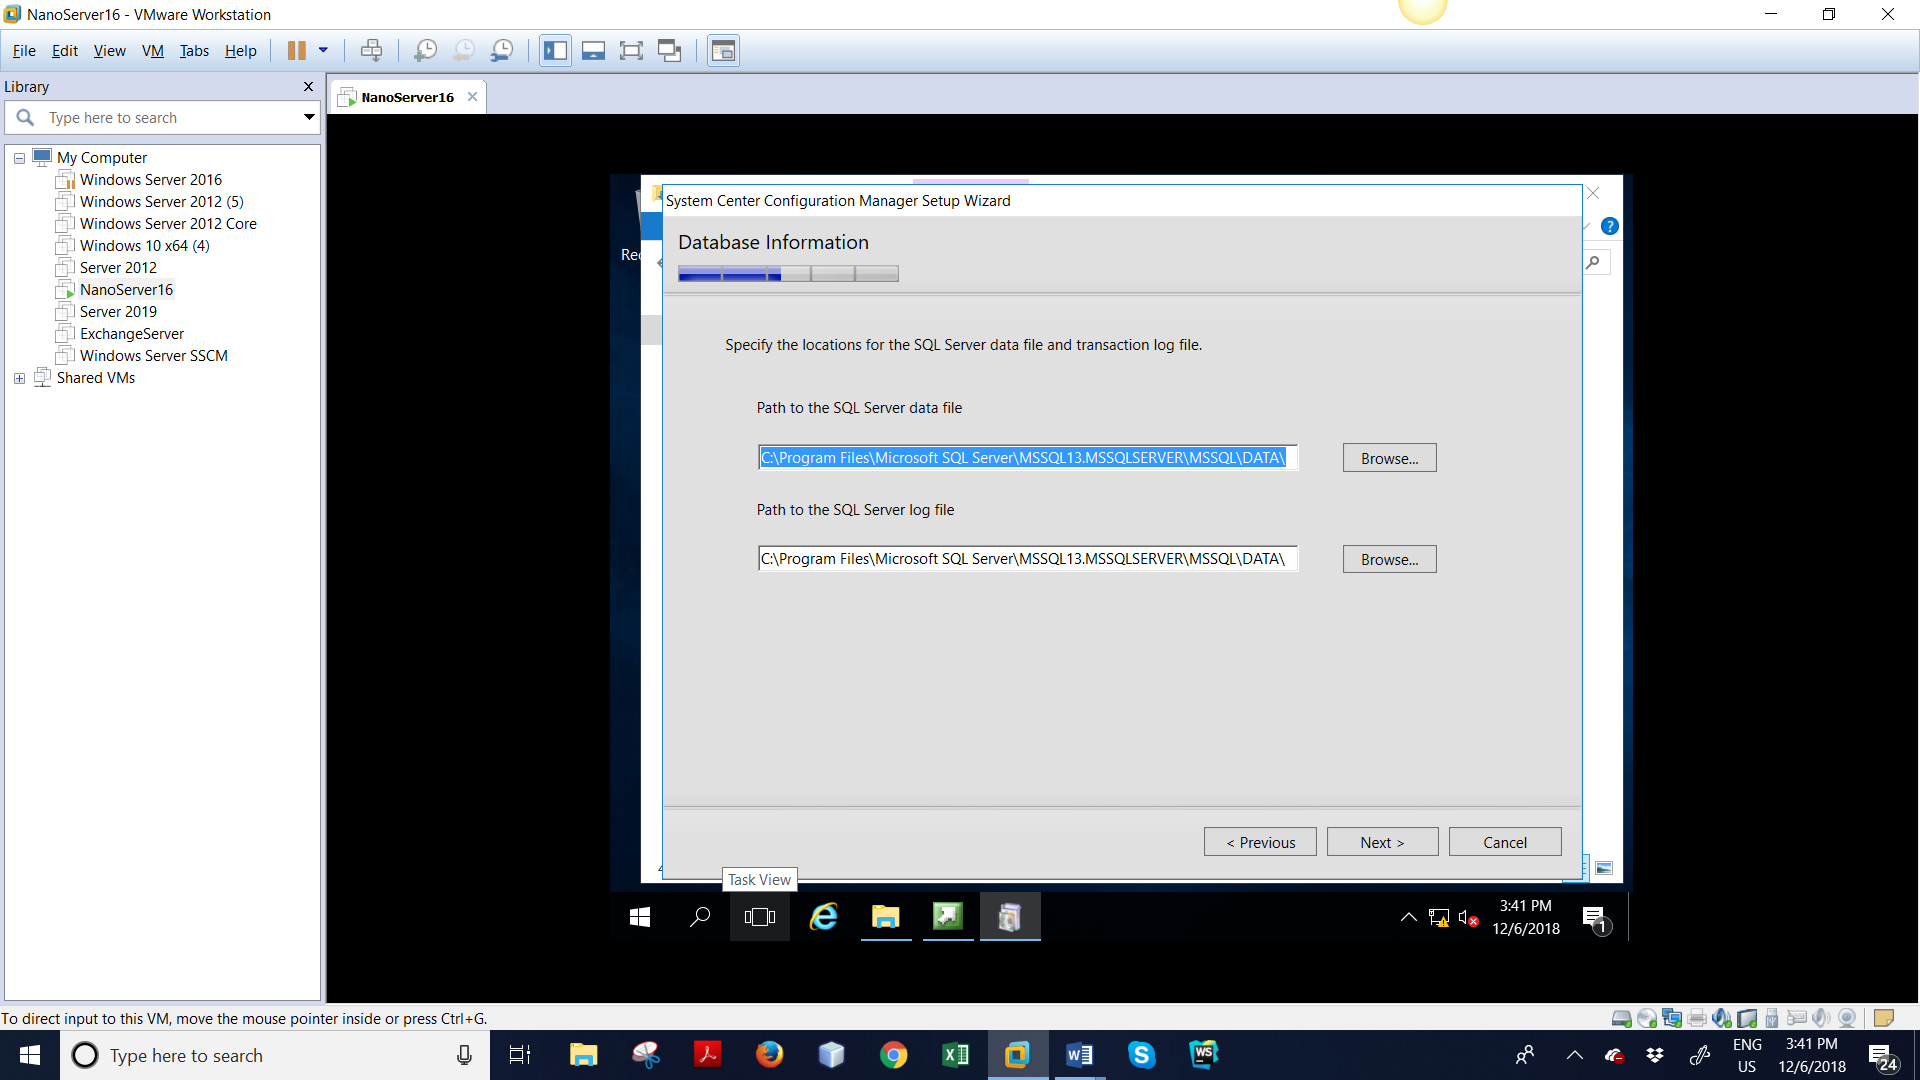 NanoServer16 - VMware Workstation
File Edit View VM Tabs Help
Library
NanoServer16
Type here to search
My Computer
Windows Server 2016
Windows Server 2012 (5)
Windows Server 2012 Core
Windows 10 x64 (4)
Server 2012
NanoServer16
Server 2019
ExchangeServer
Windows Server SSCM
Shared VMs
Rec
System Center Configuration Manager Setup Wizard
Database Information
Specify the locations for the SQL Server data file and transaction log file.
Path to the SQL Server data file
C:\Program Files\Microsoft SQL Server\MSSQL13.MSSQLSERVER\MSSQL\DATA\
Browse...
Path to the SQL Server log file
C:\Program Files\Microsoft SQL Server\MSSQL13.MSSQLSERVER\MSSQL\DATA\
Browse...
< Previous
Next >
Cancel
Task View
3:41 PM
12/6/2018
1
To direct input to this VM, move the mouse pointer inside or press Ctrl+G.
Type here to search
WS
ENG
US
3:41 PM
12/6/2018
24